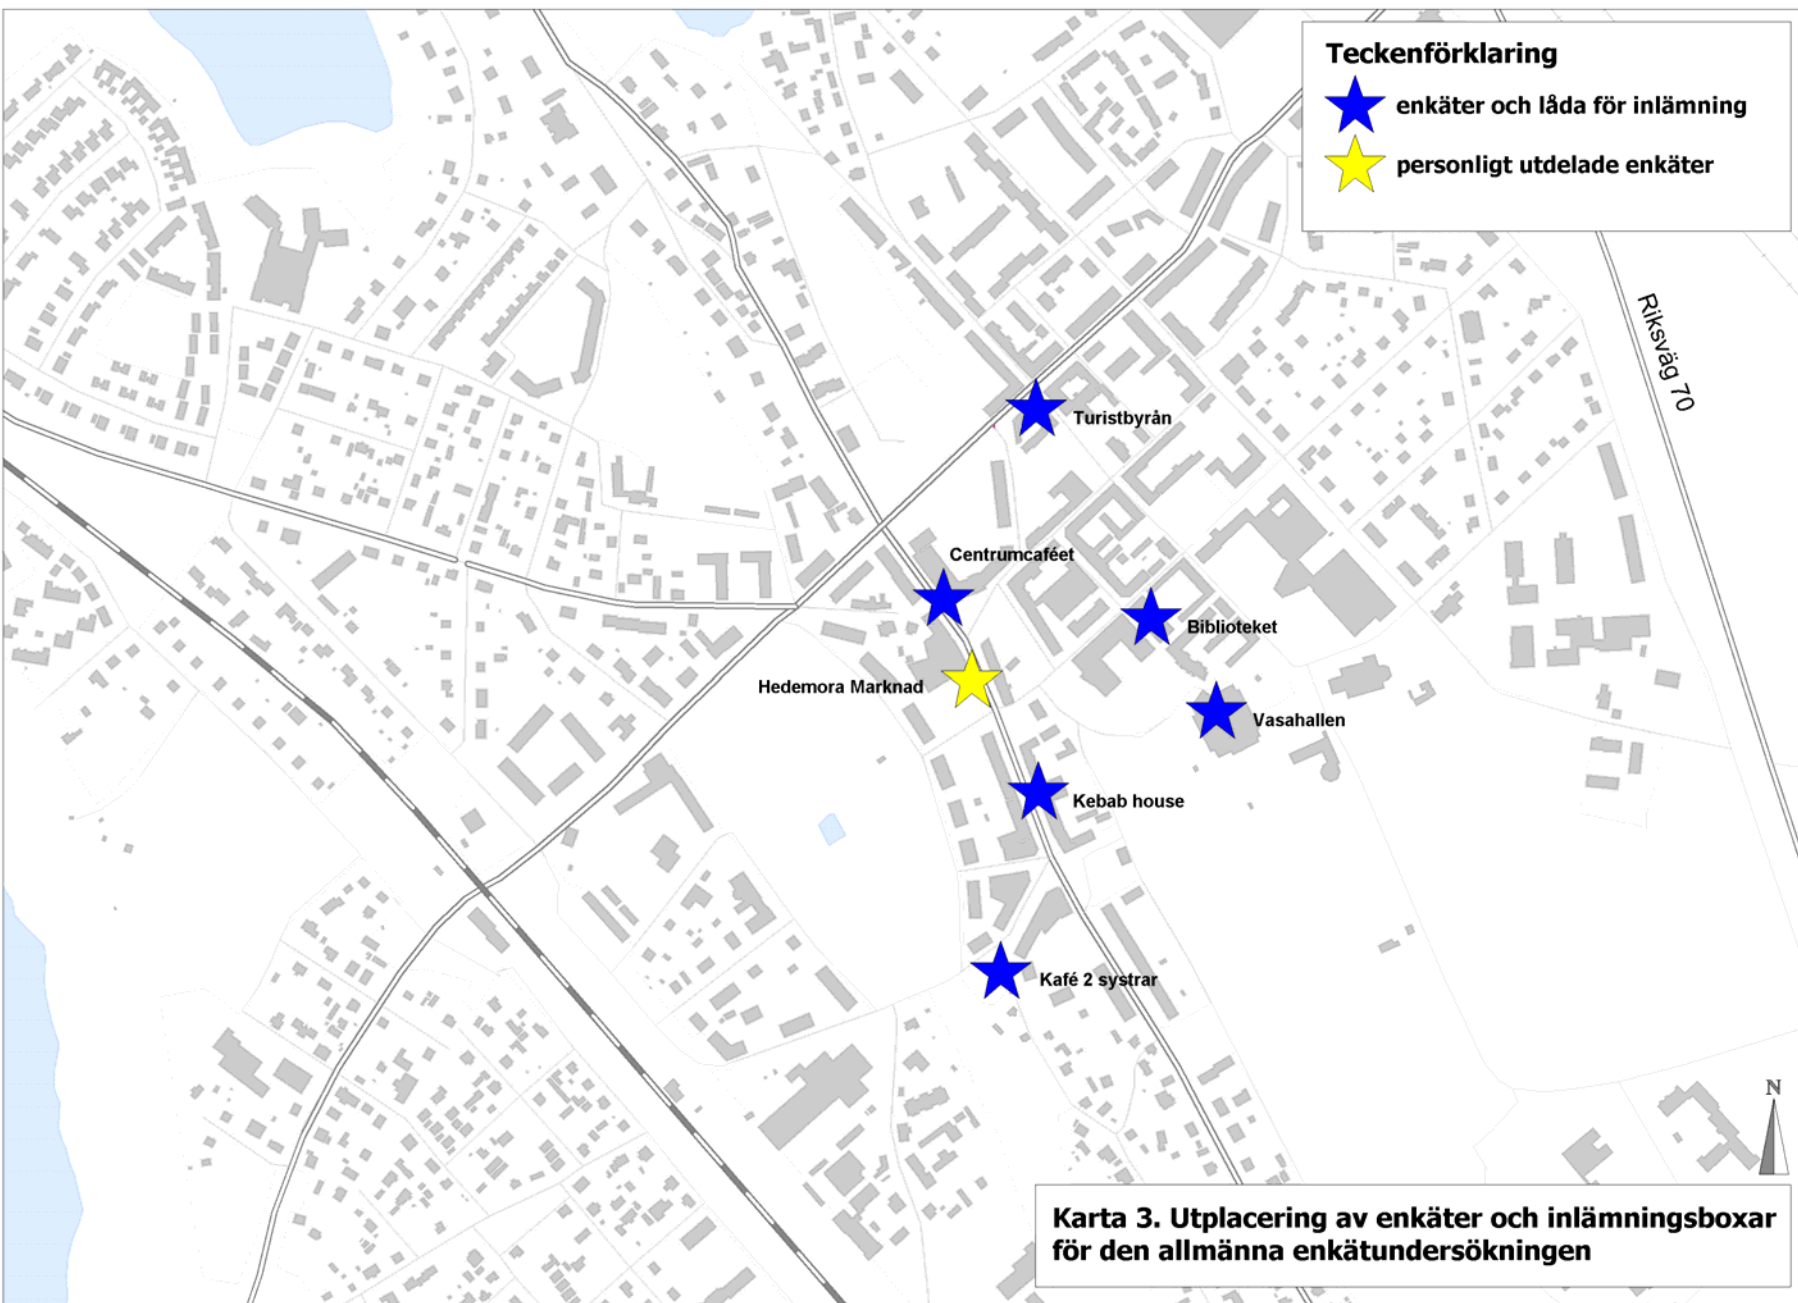 Teckenförklaring
enkäter och låda för inlämning
personligt utdelade enkäter
Riksväg 70
Turistbyrån
Centrumcaféet
Biblioteket
Hedemora Marknad
Vasahallen
Kebab house
Kafé 2 systrar
N
Karta 3. Utplacering av enkäter och inlämningsboxar
för den allmänna enkätundersökningen